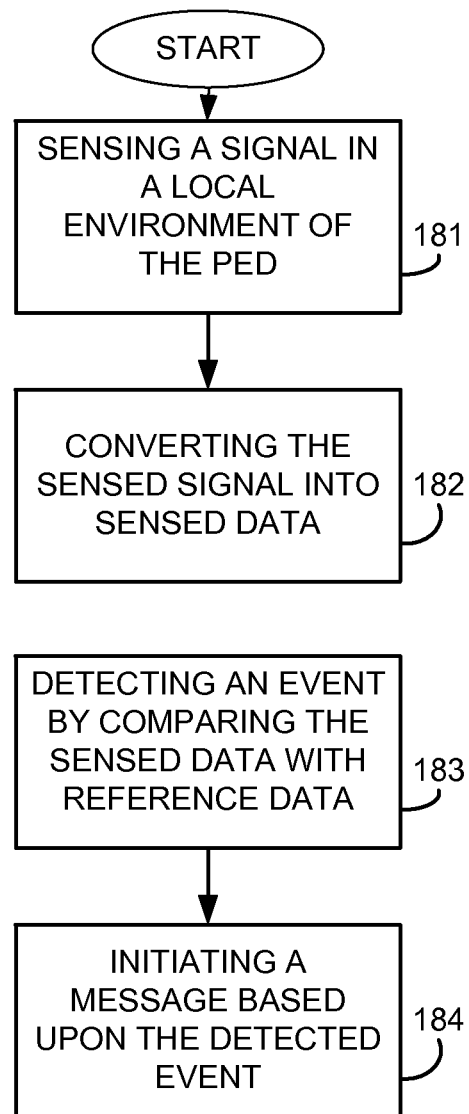 START
SENSING A SIGNAL IN
A LOCAL
ENVIRONMENT OF
THE PED
181
CONVERTING THE
SENSED SIGNAL INTO
SENSED DATA
182
DETECTING AN EVENT
BY COMPARING THE
SENSED DATA WITH
REFERENCE DATA
183
INITIATING A
MESSAGE BASED
UPON THE DETECTED
EVENT
184